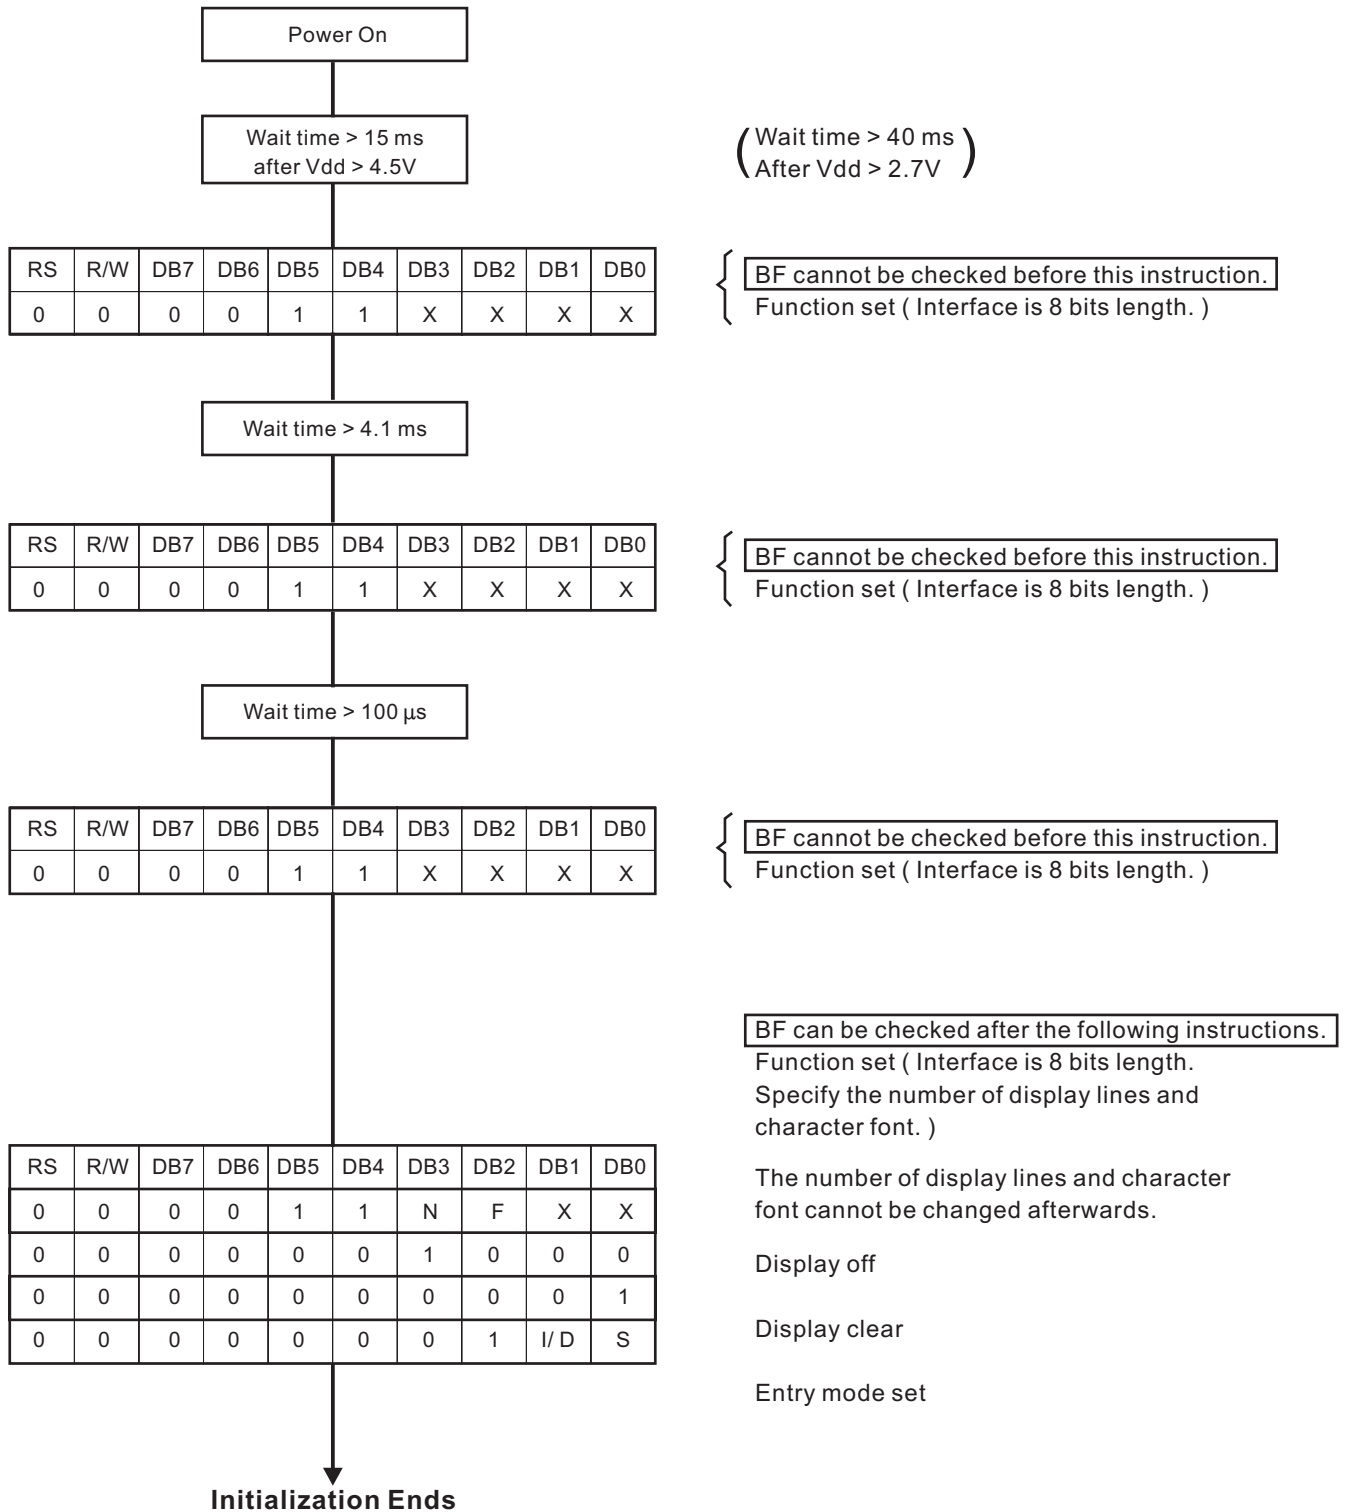 Power On
Wait time > 15 ms
after Vdd > 4.5V
(Wait time > 40 ms
After Vdd > 2.7V)
RS R/W DB7 DB6 DB5 DB4 DB3 DB2 DB1 DB0
0 0 0 0 1 1 X X X X
BF cannot be checked before this instruction.
Function set ( Interface is 8 bits length. )
Wait time > 4.1 ms
RS R/W DB7 DB6 DB5 DB4 DB3 DB2 DB1 DB0
0 0 0 0 1 1 X X X X
BF cannot be checked before this instruction.
Function set ( Interface is 8 bits length. )
Wait time > 100 µs
RS R/W DB7 DB6 DB5 DB4 DB3 DB2 DB1 DB0
0 0 0 0 1 1 X X X X
BF cannot be checked before this instruction.
Function set ( Interface is 8 bits length. )
RS R/W DB7 DB6 DB5 DB4 DB3 DB2 DB1 DB0
0 0 0 0 1 1 N F X X
0 0 0 0 0 0 1 0 0 0
0 0 0 0 0 0 0 0 0 1
0 0 0 0 0 0 0 1 I/ D S
BF can be checked after the following instructions.
Function set ( Interface is 8 bits length.
Specify the number of display lines and
character font. )
The number of display lines and character
font cannot be changed afterwards.
Display off
Display clear
Entry mode set
Initialization Ends